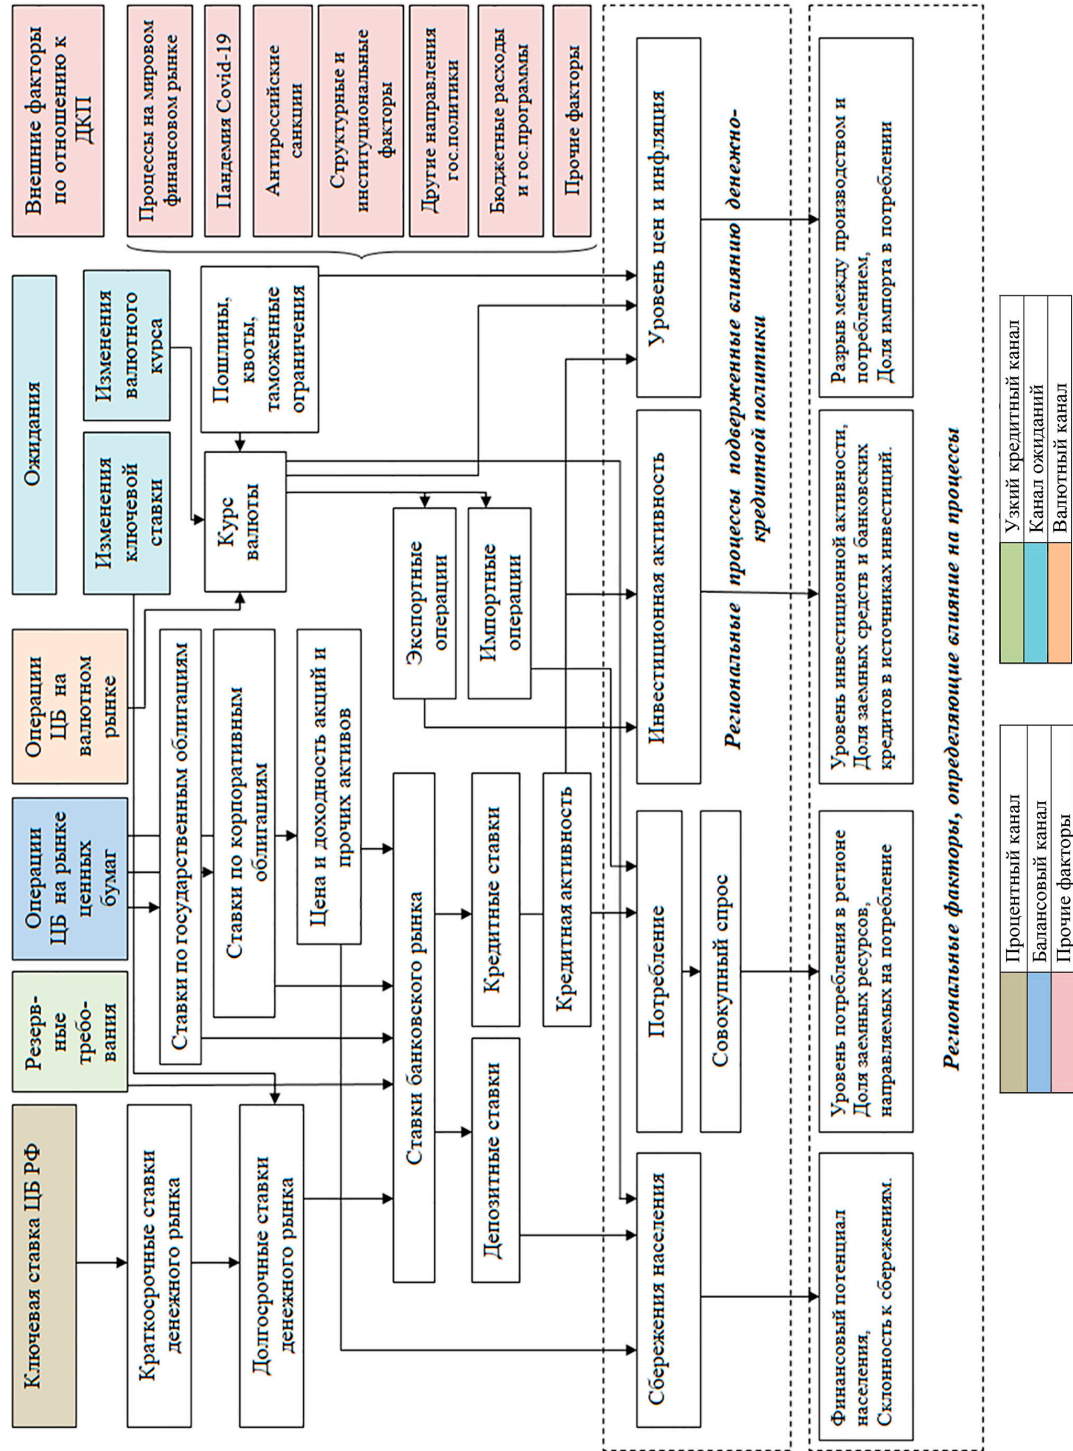 Ключевая ставка ЦБ РФ
Резерв-
ные
требо-
вания
Операции
ЦБ на рынке
ценных
бумаг
Операции
ЦБ на
валютном
рынке
Ожидания
Внешние факторы
по отношению к
ДКП
Изменения
ключевой
ставки
Изменения
валютного
курса
Процессы на мировом
финансовом рынке
Пандемия Covid-19
Антироссийские
санкции
Структурные и
институциональные
факторы
Другие направления
гос.политики
Бюджетные расходы
и гос.программы
Прочие факторы
Краткосрочные ставки
денежного рынка
Долгосрочные ставки
денежного рынка
Ставки по государственным облигациям
Ставки по корпоративным
облигациям
Цена и доходность акций и
прочих активов
Курс
валюты
Пошлины,
квоты,
таможенные
ограничения
Ставки банковского рынка
Экспортные
операции
Импортные
операции
Депозитные ставки
Кредитные ставки
Кредитная активность
Сбережения населения
Потребление
Совокупный спрос
Инвестиционная активность
Уровень цен и инфляция
Региональные процессы подверженные влиянию денежно-
кредитной политики
Финансовый потенциал
населения,
Склонность к сбережениям.
Уровень потребления в регионе
Доля заемных ресурсов,
направляемых на потребление
Уровень инвестиционной активности,
Доля заемных средств и банковских
кредитов в источниках инвестиций.
Разрыв между производством и
потреблением,
Доля импорта в потреблении
Региональные факторы, определяющие влияние на процессы
Процентный канал
Балансовый канал
Прочие факторы
Узкий кредитный канал
Канал ожиданий
Валютный канал